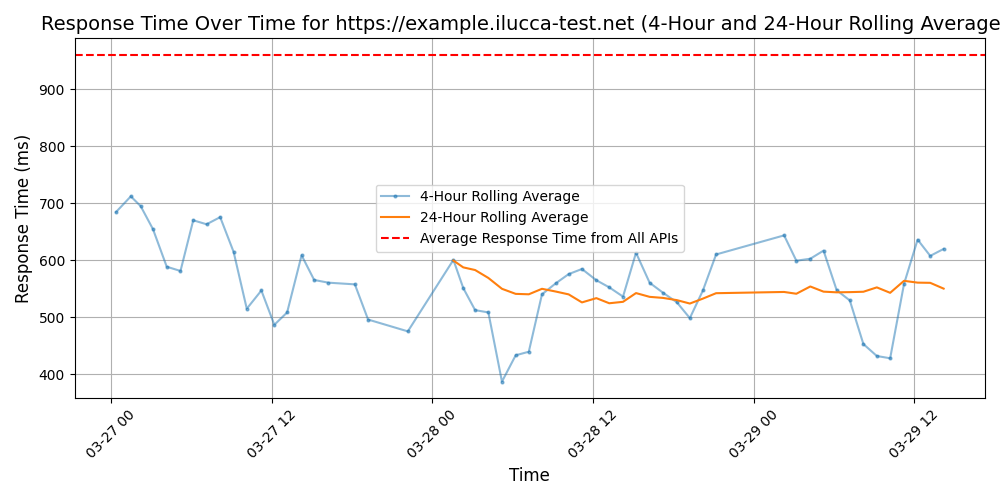 Response Time Over Time for https://example.ilucca-test.net (4-Hour and 24-Hour Rolling Average
Response Time (ms)
900
800
700
600
500
400
4-Hour Rolling Average
24-Hour Rolling Average
Average Response Time from All APIs
03-27 00
03-27 12
03-28 00
03-28 12
03-29 00
03-29 12
Time